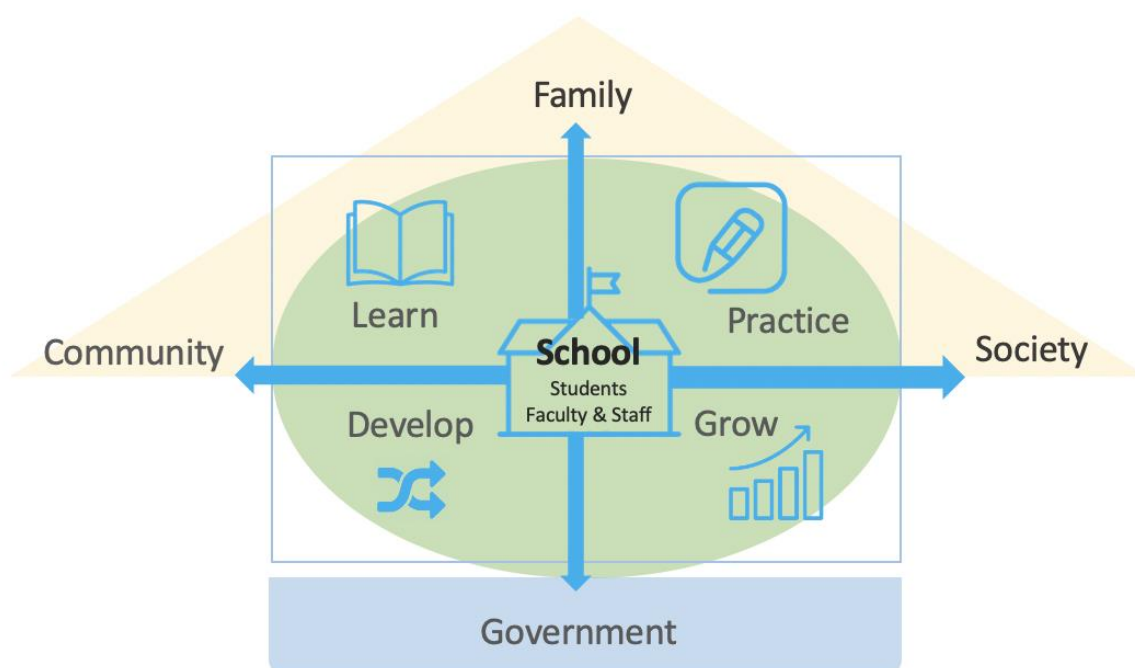 Family
Learn
Practice
Community
School
Society
Students
Faculty & Staff
Develop
Grow
Government